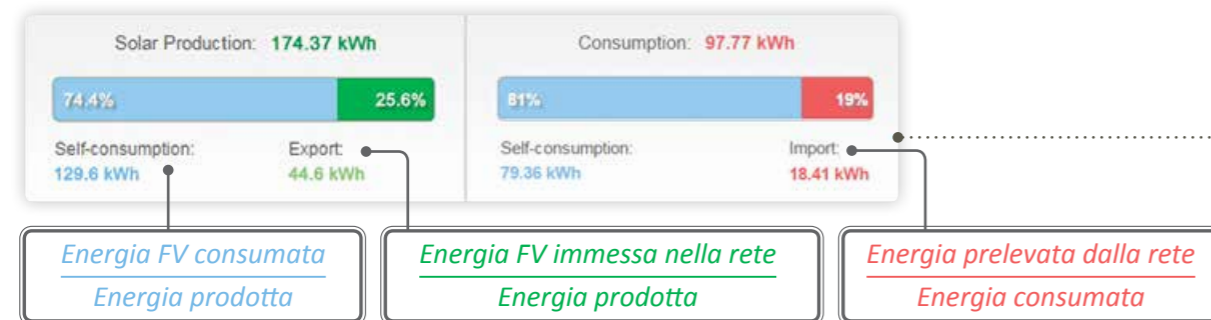 Solar Production: 174.37 kWh
74.4% 25.6%
Self-consumption: Export:
129.6 kWh 44.6 kWh
Consumption: 97.77 kWh
81% 19%
Self-consumption: Import:
79.36 kWh 18.41 kWh
Energia FV consumata
Energia prodotta
Energia FV immessa nella rete
Energia prodotta
Energia prelevata dalla rete
Energia consumata